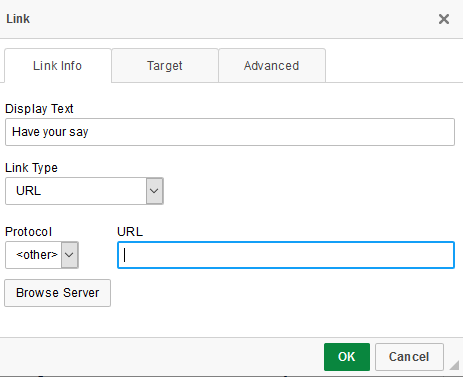 Link
Link Info Target Advanced
Display Text
Have your say
Link Type
URL
Protocol URL
<other>
Browse Server
OK Cancel